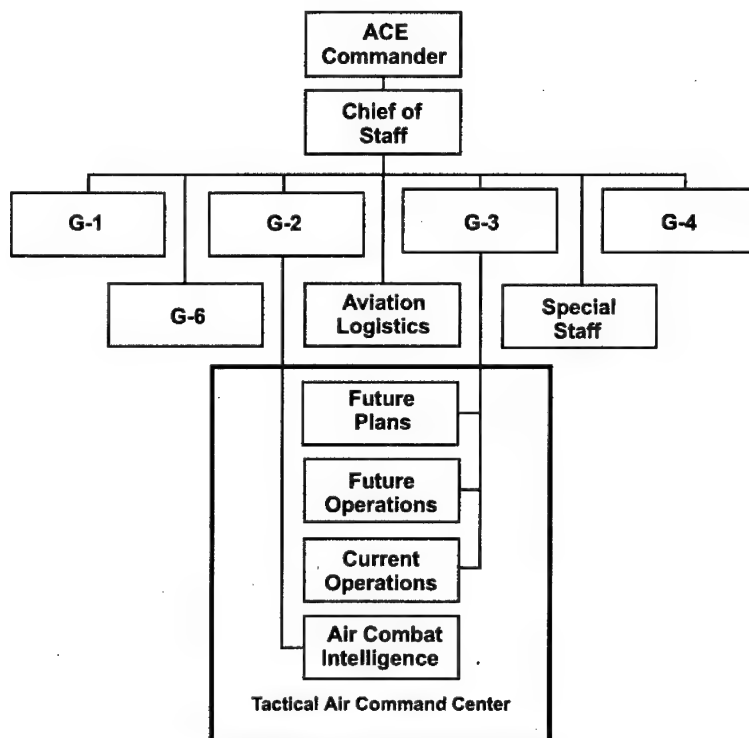 ACE
Commander
Chief of
Staff
G-1
G-2
G-3
G-4
G-6
Aviation
Logistics
Special
Staff
Future
Plans
Future
Operations
Current
Operations
Air Combat
Intelligence
Tactical Air Command Center